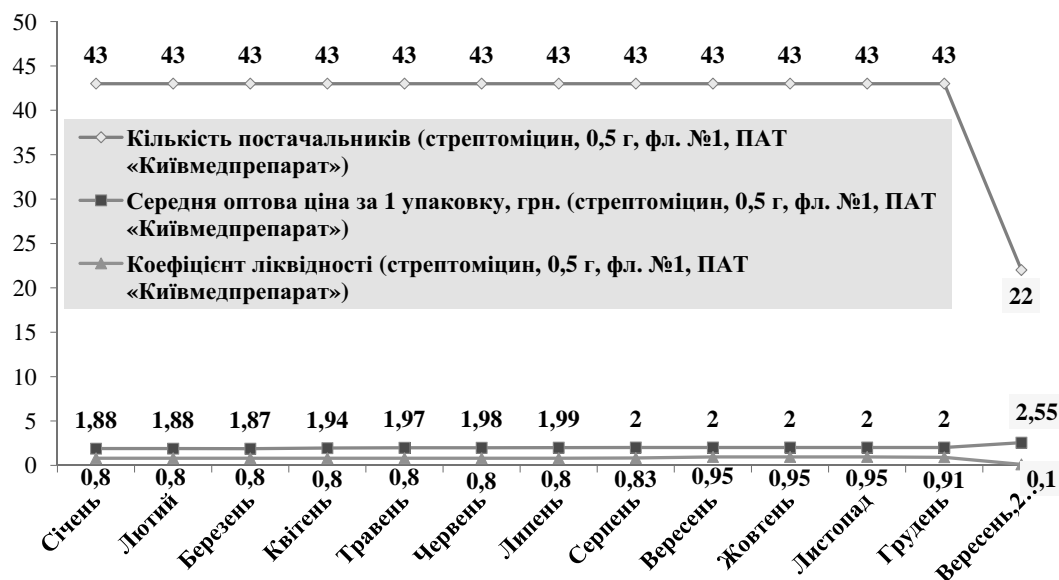 50
45
40
35
30
25
20
15
10
5
0
43 43 43 43 43 43 43 43 43 43 43 43
22
Кількість постачальників (стрептоміцин, 0,5 г, фл. №1, ПАТ
«Київмедпрепарат»)
Середня оптова ціна за 1 упаковку, грн. (стрептоміцин, 0,5 г, фл. №1, ПАТ
«Київмедпрепарат»)
Коефіцієнт ліквідності (стрептоміцин, 0,5 г, фл. №1, ПАТ
«Київмедпрепарат»)
1,88 1,88 1,87 1,94 1,97 1,98 1,99 2 2 2 2 2 2,55
0,8 0,8 0,8 0,8 0,8 0,8 0,8 0,83 0,95 0,95 0,95 0,91 0,1
Січень Лютий Березень Квітень Травень Червень Липень Серпень Вересень Жовтень Листопад Грудень Вересень,2…